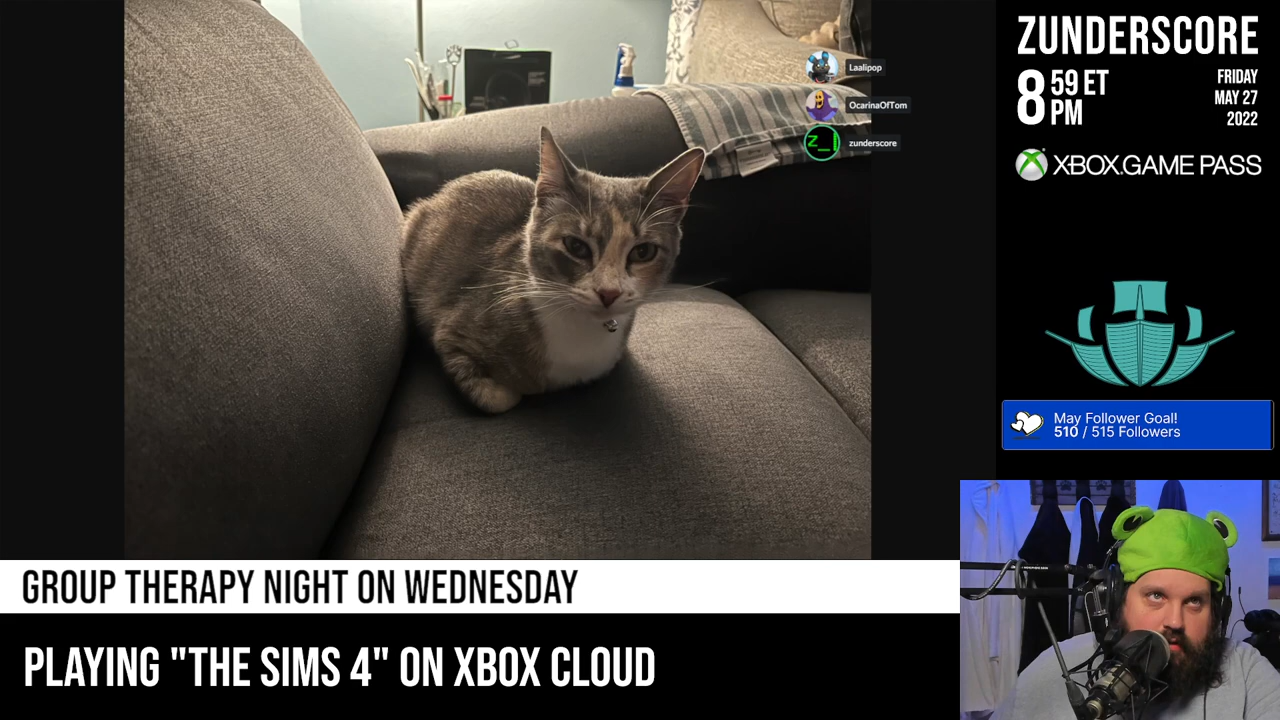 Laalipop
OcarinaOfTom
z_
zunderscore
ZUNDERSCORE
8 59 ET
PM
FRIDAY
MAY 27
2022
XBOX GAME PASS
May Follower Goal!
510 / 515 Followers
GROUP THERAPY NIGHT ON WEDNESDAY
PLAYING "THE SIMS 4" ON XBOX CLOUD